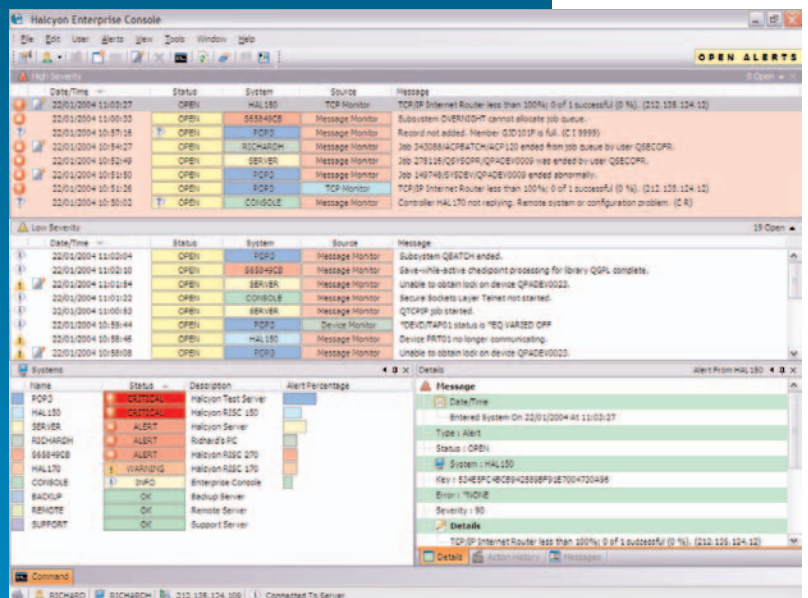 Halcyon Enterprise Console
File Edit User Alerts View Tools Window Help
OPEN ALERTS
High Severity 8 Open
Date/Time Status System Source Message
22/01/2004 11:03:27 OPEN HAL150 TCP Monitor TCP/IP Internet Router less than 100%; 0 of 1 successful (0 %). (212.135.124.12)
22/01/2004 11:00:33 OPEN S65849CB Message Monitor Subsystem OVERNIGHT cannot allocate job queue.
22/01/2004 10:57:15 OPEN POP3 Message Monitor Record not added. Member is full. (C I 9999)
22/01/2004 10:54:27 OPEN RICHARDH Message Monitor Job 343088/ACPBATCH/ACP120 ended from job queue by user QSECOFR.
22/01/2004 10:52:49 OPEN SERVER Message Monitor Job 278116/QSYSOPR/QPADEV0009 was ended by user QSECOFR.
22/01/2004 10:51:50 OPEN POP3 Message Monitor Job 149748/SYSDEV/QPADEV0009 ended abnormally.
22/01/2004 10:51:26 OPEN POP3 TCP Monitor TCP/IP Internet Router less than 100%; 0 of 1 successful (0 %). (212.135.124.12)
22/01/2004 10:50:02 OPEN CONSOLE Message Monitor Controller HAL170 not replying. Remote system or configuration problem. (C R)
Low Severity 19 Open
Date/Time Status System Source Message
22/01/2004 11:03:04 OPEN POP3 Message Monitor Subsystem QBATCH ended.
22/01/2004 11:02:10 OPEN S65849CB Message Monitor Save-while-active checkpoint processing for library QGPL complete.
22/01/2004 11:01:54 OPEN SERVER Message Monitor Unable to obtain lock on device QPADEV0023.
22/01/2004 11:01:22 OPEN CONSOLE Message Monitor Secure Sockets Layer Telnet not started.
22/01/2004 11:00:53 OPEN SERVER Message Monitor QTCPIP job started.
22/01/2004 10:59:44 OPEN POP3 Device Monitor *DEVD/TAP01 status is *EQ VARIED OFF
22/01/2004 10:58:46 OPEN HAL150 Message Monitor Device PRT01 no longer communicating.
22/01/2004 10:58:08 OPEN POP3 Message Monitor Unable to obtain lock on device QPADEV0023.
Systems
Name Status Description Alert Percentage
POP3 CRITICAL Halcyon Test Server
HAL150 CRITICAL Halcyon RISC 150
SERVER ALERT Halcyon Server
RICHARDH ALERT Richard's PC
S65849CB ALERT Halcyon RISC 270
HAL170 WARNING Halcyon RISC 170
CONSOLE INFO Enterprise Console
BACKUP OK Backup Server
REMOTE OK Remote Server
SUPPORT OK Support Server
Details Alert From HAL150
Message
Date/Time
Entered System On 22/01/2004 At 11:03:27
Type : Alert
Status : OPEN
System : HAL150
Key :
Error : *NONE
Severity : 90
Details
TCP/IP Internet Router less than 100%; 0 of 1 successful (0 %). (212.135.124.12)
Details Action History Messages
Command
RICHARD RICHARDH 212.135.124.109 Connected To Server